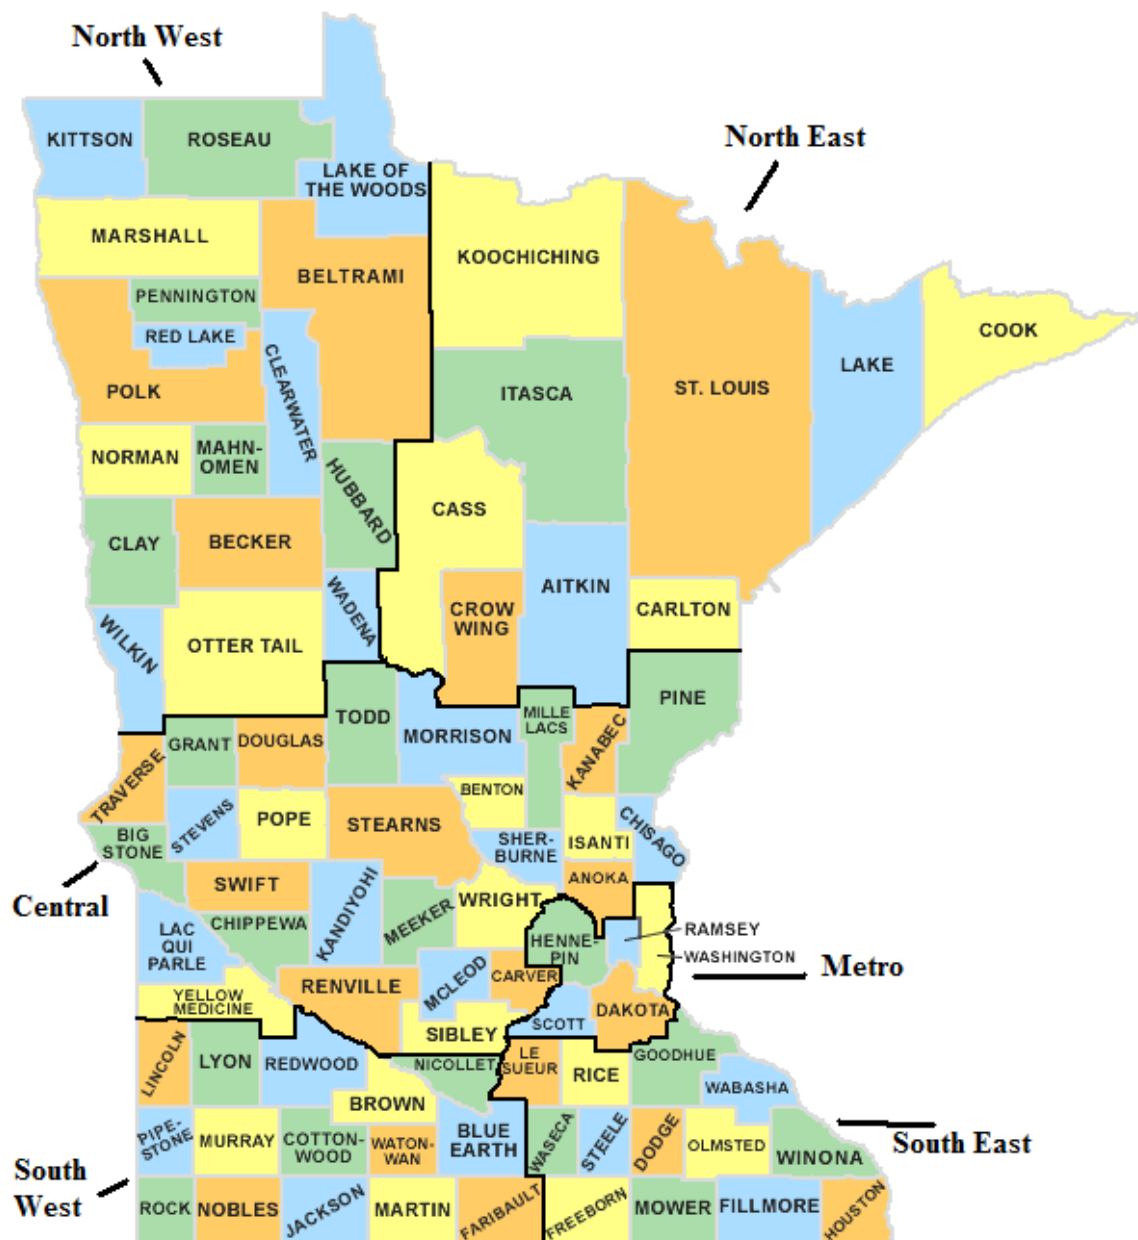 North West
North East
KITTSON
ROSEAU
LAKE OF
THE WOODS
MARSHALL
BELTRAMI
KOOCHICHING
PENNINGTON
RED LAKE
COOK
CLEARWATER
LAKE
POLK
ITASCA
ST. LOUIS
NORMAN
MAHN-
OMEN
HUBBARD
CASS
CLAY
BECKER
AITKIN
WADENA
CROW
WING
CARLTON
WILKIN
OTTER TAIL
PINE
TODD
MILLE
LACS
MORRISON
KANABEC
GRANT
DOUGLAS
TRAVERSE
BENTON
STEVENS
POPE
STEARNS
CHISAGO
BIG
STONE
SHER-
BURNE
ISANTI
Central
SWIFT
ANOKA
KANDIYOHI
WRIGHT
MEEKER
CHIPPEWA
LAC
QUI
PARLE
HENNE-
PIN
RAMSEY
WASHINGTON
Metro
RENVILLE
MCLEOD
CARVER
YELLOW
MEDICINE
DAKOTA
SIBLEY
SCOTT
LINCOLN
LYON
REDWOOD
NICOLLET
LE
SUEUR
RICE
GOODHUE
WABASHA
BROWN
PIPE-
STONE
MURRAY
COTTON-
WOOD
WATON-
WAN
BLUE
EARTH
WASECA
STEELE
DODGE
OLMSTED
WINONA
South East
South
West
ROCK
NOBLES
JACKSON
MARTIN
FARIBAULT
FREEBORN
MOWER
FILLMORE
HOUSTON